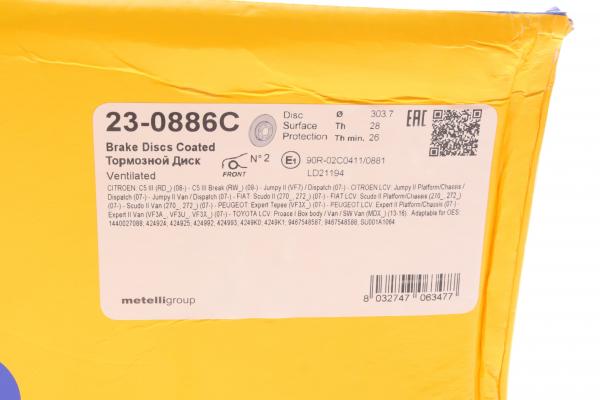 23-0886C
Brake Discs Coated
Тормозной Диск
Ventilated
FRONT
N°2
Disc Ø 303.7
Surface Th 28
Protection Th min. 26
EAC
E1 90R-02C0411/0881
LD21194
CITROEN: C5 III (RD_) (08-) - C5 III Break (RW_) (08-) - Jumpy II (VF7) / Dispatch (07-) - CITROEN LCV: Jumpy II Platform/Chassis /
Dispatch (07-) - Jumpy II Van / Dispatch (07-) - FIAT: Scudo II (270_, 272_) (07-) - FIAT LCV: Scudo II Platform/Chassis (270_, 272_)
(07-) - Scudo II Van (270_, 272_) (07-) - PEUGEOT: Expert Tepee (VF3X_) (07-) - PEUGEOT LCV: Expert II Platform/Chassis (07-) -
Expert II Van (VF3A_, VF3U_, VF3X_) (07-) - TOYOTA LCV: Proace I Box body / Van / SW Van (MDX_) (13-16). Adaptable for OES:
1440027088; 424924, 424925, 424992, 424993, 4249K0, 4249K1; 9467548587, 9467548588, SU001A1064
metelligroup
8 032747 063477